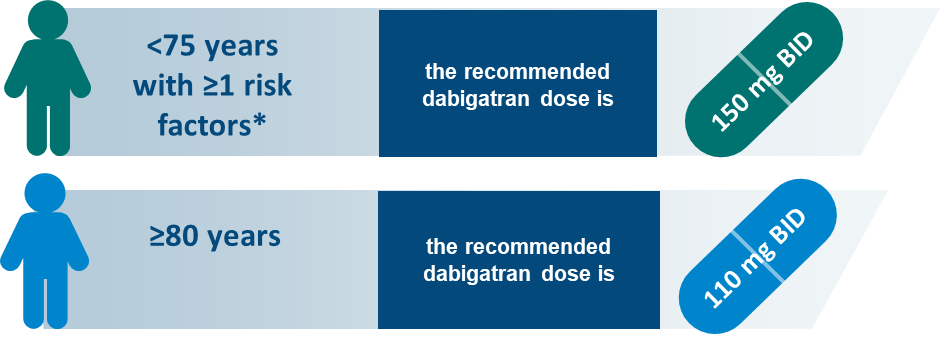 <75 years
with ≥1 risk
factors*
the recommended
dabigatran dose is
150 mg BID
≥80 years
the recommended
dabigatran dose is
110 mg BID